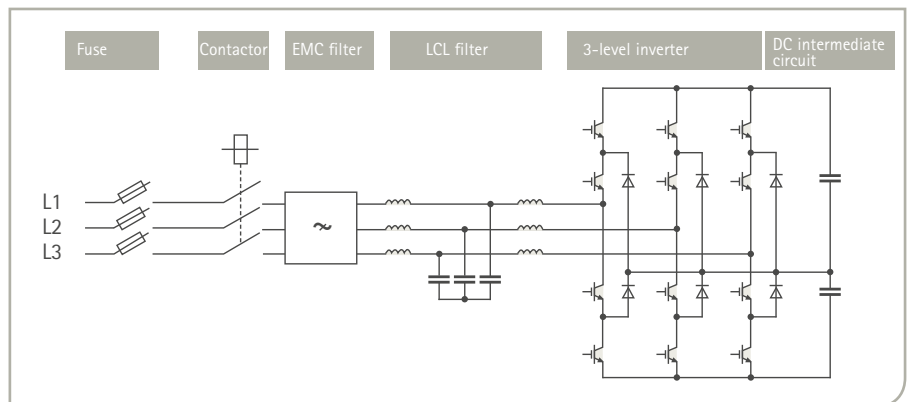 Fuse
Contactor
EMC filter
LCL filter
3-level inverter
DC intermediate
circuit
L1
L2
L3
~